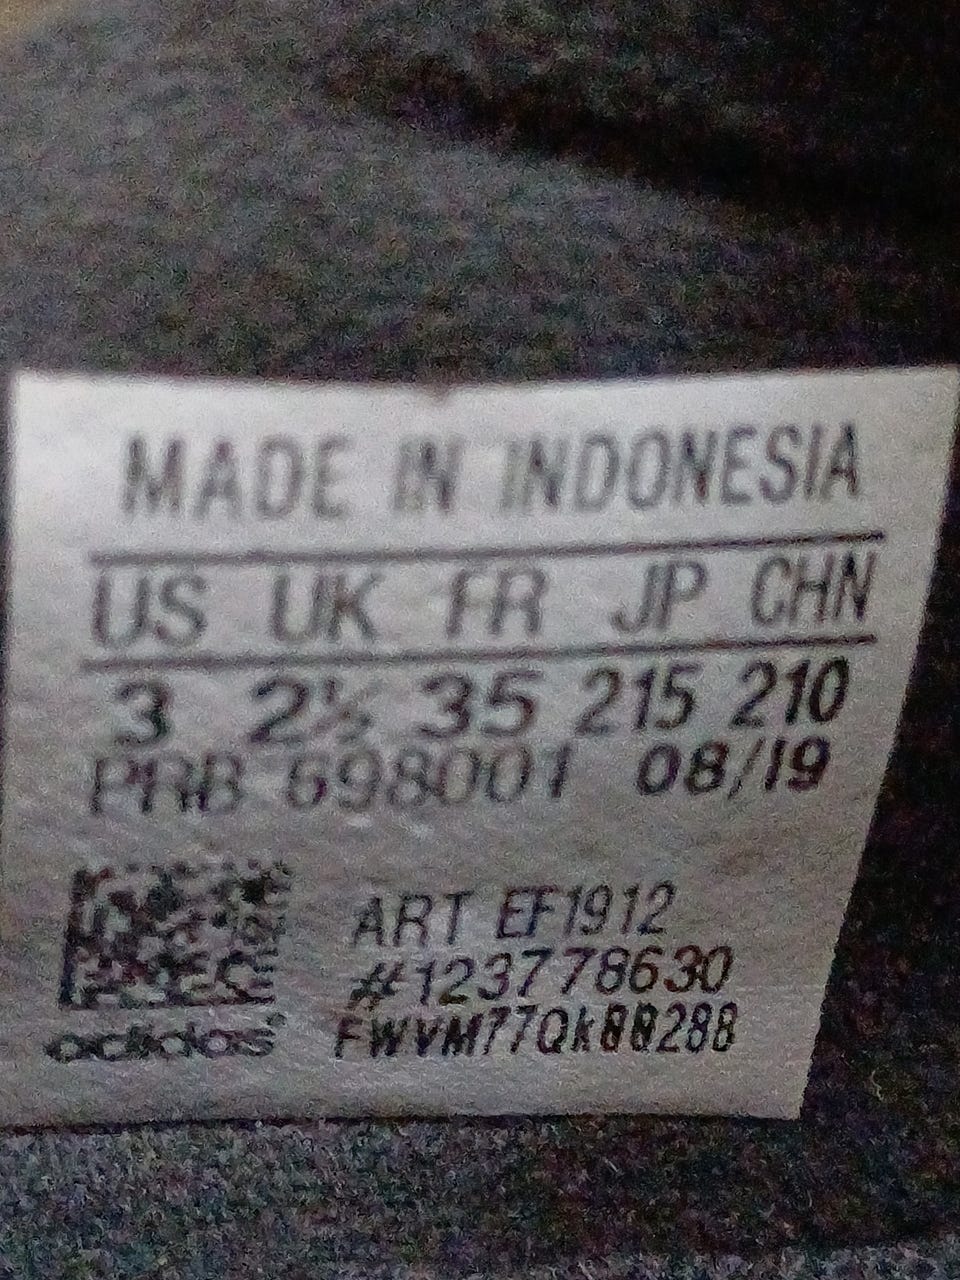 MADE IN INDONESIA
US UK FR JP CHN
3 2½ 35 215 210
PRB 698001 08/19
ART EF1912
#123778630
adidas